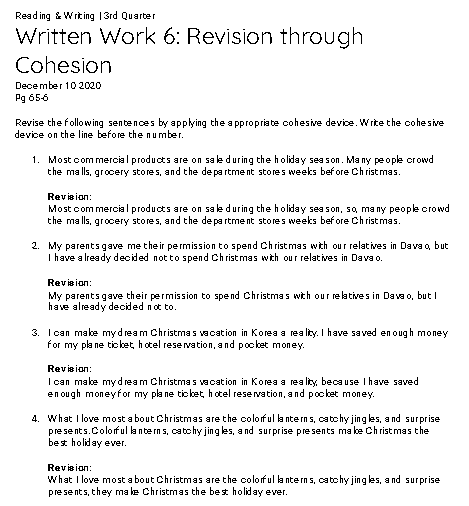 Reading & Writing | 3rd Quarter
Written Work 6: Revision through
Cohesion
December 10 2020
Pg 65-6
Revise the following sentences by applying the appropriate cohesive device. Write the cohesive
device on the line before the number.
1. Most commercial products are on sale during the holiday season. Many people crowd
the malls, grocery stores, and the department stores weeks before Christmas.
Revision:
Most commercial products are on sale during the holiday season, so, many people crowd
the malls, grocery stores, and the department stores weeks before Christmas.
2. My parents gave me their permission to spend Christmas with our relatives in Davao, but
I have already decided not to spend Christmas with our relatives in Davao.
Revision:
My parents gave their permission to spend Christmas with our relatives in Davao, but I
have already decided not to.
3. I can make my dream Christmas vacation in Korea a reality. I have saved enough money
for my plane ticket, hotel reservation, and pocket money.
Revision:
I can make my dream Christmas vacation in Korea a reality, because I have saved
enough money for my plane ticket, hotel reservation, and pocket money.
4. What I love most about Christmas are the colorful lanterns, catchy jingles, and surprise
presents. Colorful lanterns, catchy jingles, and surprise presents make Christmas the
best holiday ever.
Revision:
What I love most about Christmas are the colorful lanterns, catchy jingles, and surprise
presents, they make Christmas the best holiday ever.